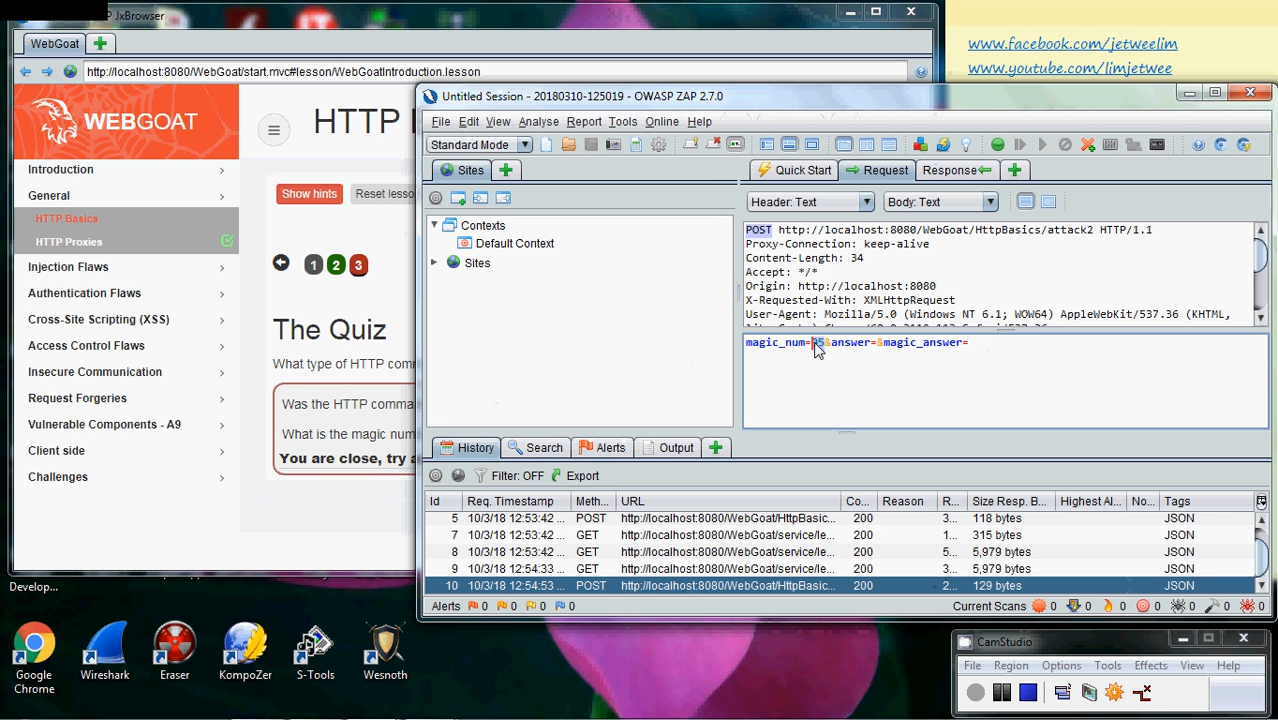 JxBrowser
WebGoat
http://localhost:8080/WebGoat/start.mvc#lesson/WebGoatIntroduction.lesson
WEBGOAT
HTTP
Introduction
General
HTTP Basics
HTTP Proxies
Injection Flaws
Authentication Flaws
Cross-Site Scripting (XSS)
Access Control Flaws
Insecure Communication
Request Forgeries
Vulnerable Components - A9
Client side
Challenges
Show hints
Reset lesso
1 2 3
The Quiz
What type of HTTP comm
Was the HTTP comma
What is the magic num
You are close, try a
www.facebook.com/jetweelim
www.youtube.com/limjetwee
Untitled Session - 20180310-125019 - OWASP ZAP 2.7.0
File Edit View Analyse Report Tools Online Help
Standard Mode
Sites
Quick Start Request Response
Contexts
Default Context
Sites
Header: Text Body: Text
POST http://localhost:8080/WebGoat/HttpBasics/attack2 HTTP/1.1
Proxy-Connection: keep-alive
Content-Length: 34
Accept: */*
Origin: http://localhost:8080
X-Requested-With: XMLHttpRequest
User-Agent: Mozilla/5.0 (Windows NT 6.1; WOW64) AppleWebKit/537.36 (KHTML,
magic_num=95&answer=&magic_answer=
History Search Alerts Output
Filter: OFF Export
Id Req. Timestamp Meth... URL Co... Reason R... Size Resp. B... Highest Al... No... Tags
5 10/3/18 12:53:42 ... POST http://localhost:8080/WebGoat/HttpBasic... 200 3... 118 bytes JSON
7 10/3/18 12:53:42 ... GET http://localhost:8080/WebGoat/service/le... 200 1... 315 bytes JSON
8 10/3/18 12:53:42 ... GET http://localhost:8080/WebGoat/service/le... 200 5... 5,979 bytes JSON
9 10/3/18 12:54:33 ... GET http://localhost:8080/WebGoat/service/le... 200 3... 5,979 bytes JSON
10 10/3/18 12:54:53 ... POST http://localhost:8080/WebGoat/HttpBasic... 200 2... 129 bytes JSON
Alerts 0 0 0 0 Current Scans 0 0 0 0 0 0 0
Develop...
Google Chrome
Wireshark
Eraser
KompoZer
S-Tools
Wesnoth
CamStudio
File Region Options Tools Effects View Help